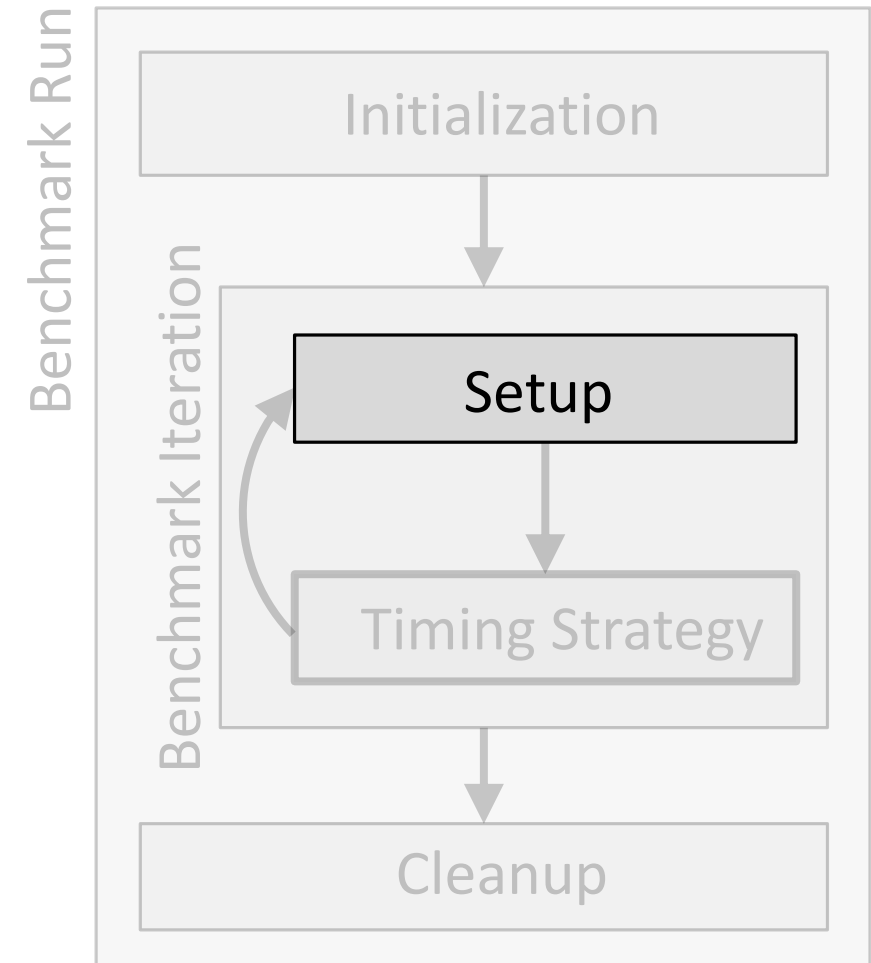 Benchmark Run
Initialization
Benchmark Iteration
Setup
Timing Strategy
Cleanup